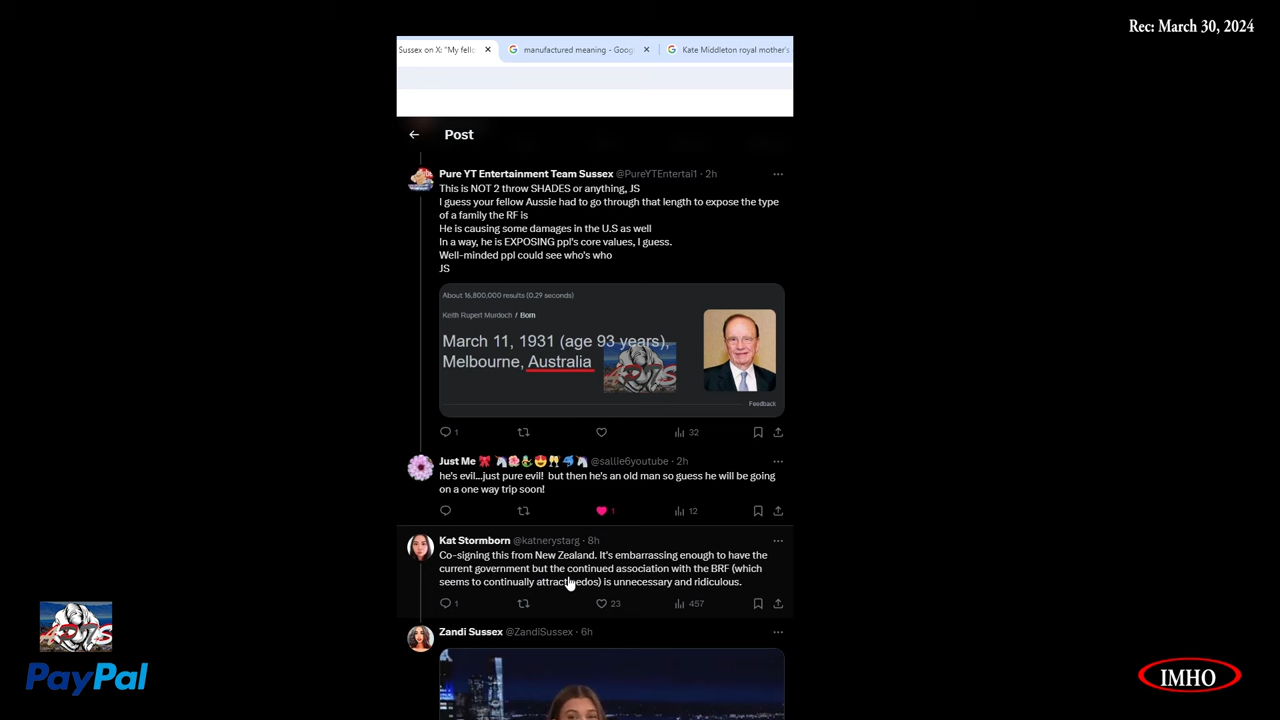 Rec: March 30, 2024
Sussex on X: "My fello
manufactured meaning - Goog
Kate Middleton royal mother's
Post
Pure YT Entertainment Team Sussex @PureYTEntertai1 · 2h
This is NOT 2 throw SHADES or anything, JS
I guess your fellow Aussie had to go through that length to expose the type
of a family the RF is
He is causing some damages in the U.S as well
In a way, he is EXPOSING ppl's core values, I guess.
Well-minded ppl could see who's who
JS
About 16,800,000 results (0.29 seconds)
Keith Rupert Murdoch / Born
March 11, 1931 (age 93 years),
Melbourne, Australia
Feedback
1
32
Just Me @sallie6youtube · 2h
he's evil...just pure evil! but then he's an old man so guess he will be going
on a one way trip soon!
1
12
Kat Stormborn @katnerystarg · 8h
Co-signing this from New Zealand. It's embarrassing enough to have the
current government but the continued association with the BRF (which
seems to continually attract pedos) is unnecessary and ridiculous.
1
23
457
Zandi Sussex @ZandiSussex · 6h
PayPal
IMHO